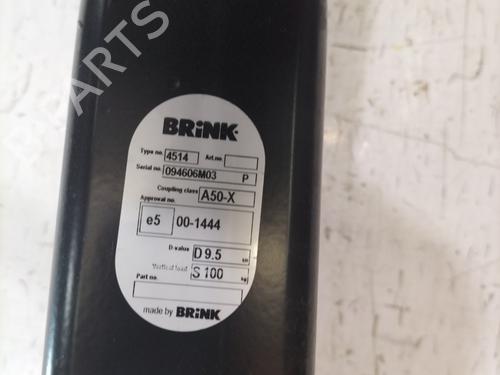 PARTS
BRINK
Type no. 4514 Art.no.
Serial no. 094606M03 P
Coupling class A50-X
Approval no.
e5 00-1444
D-value D 9.5 kN
Vertical load S 100 kg
Part no.
made by BRINK